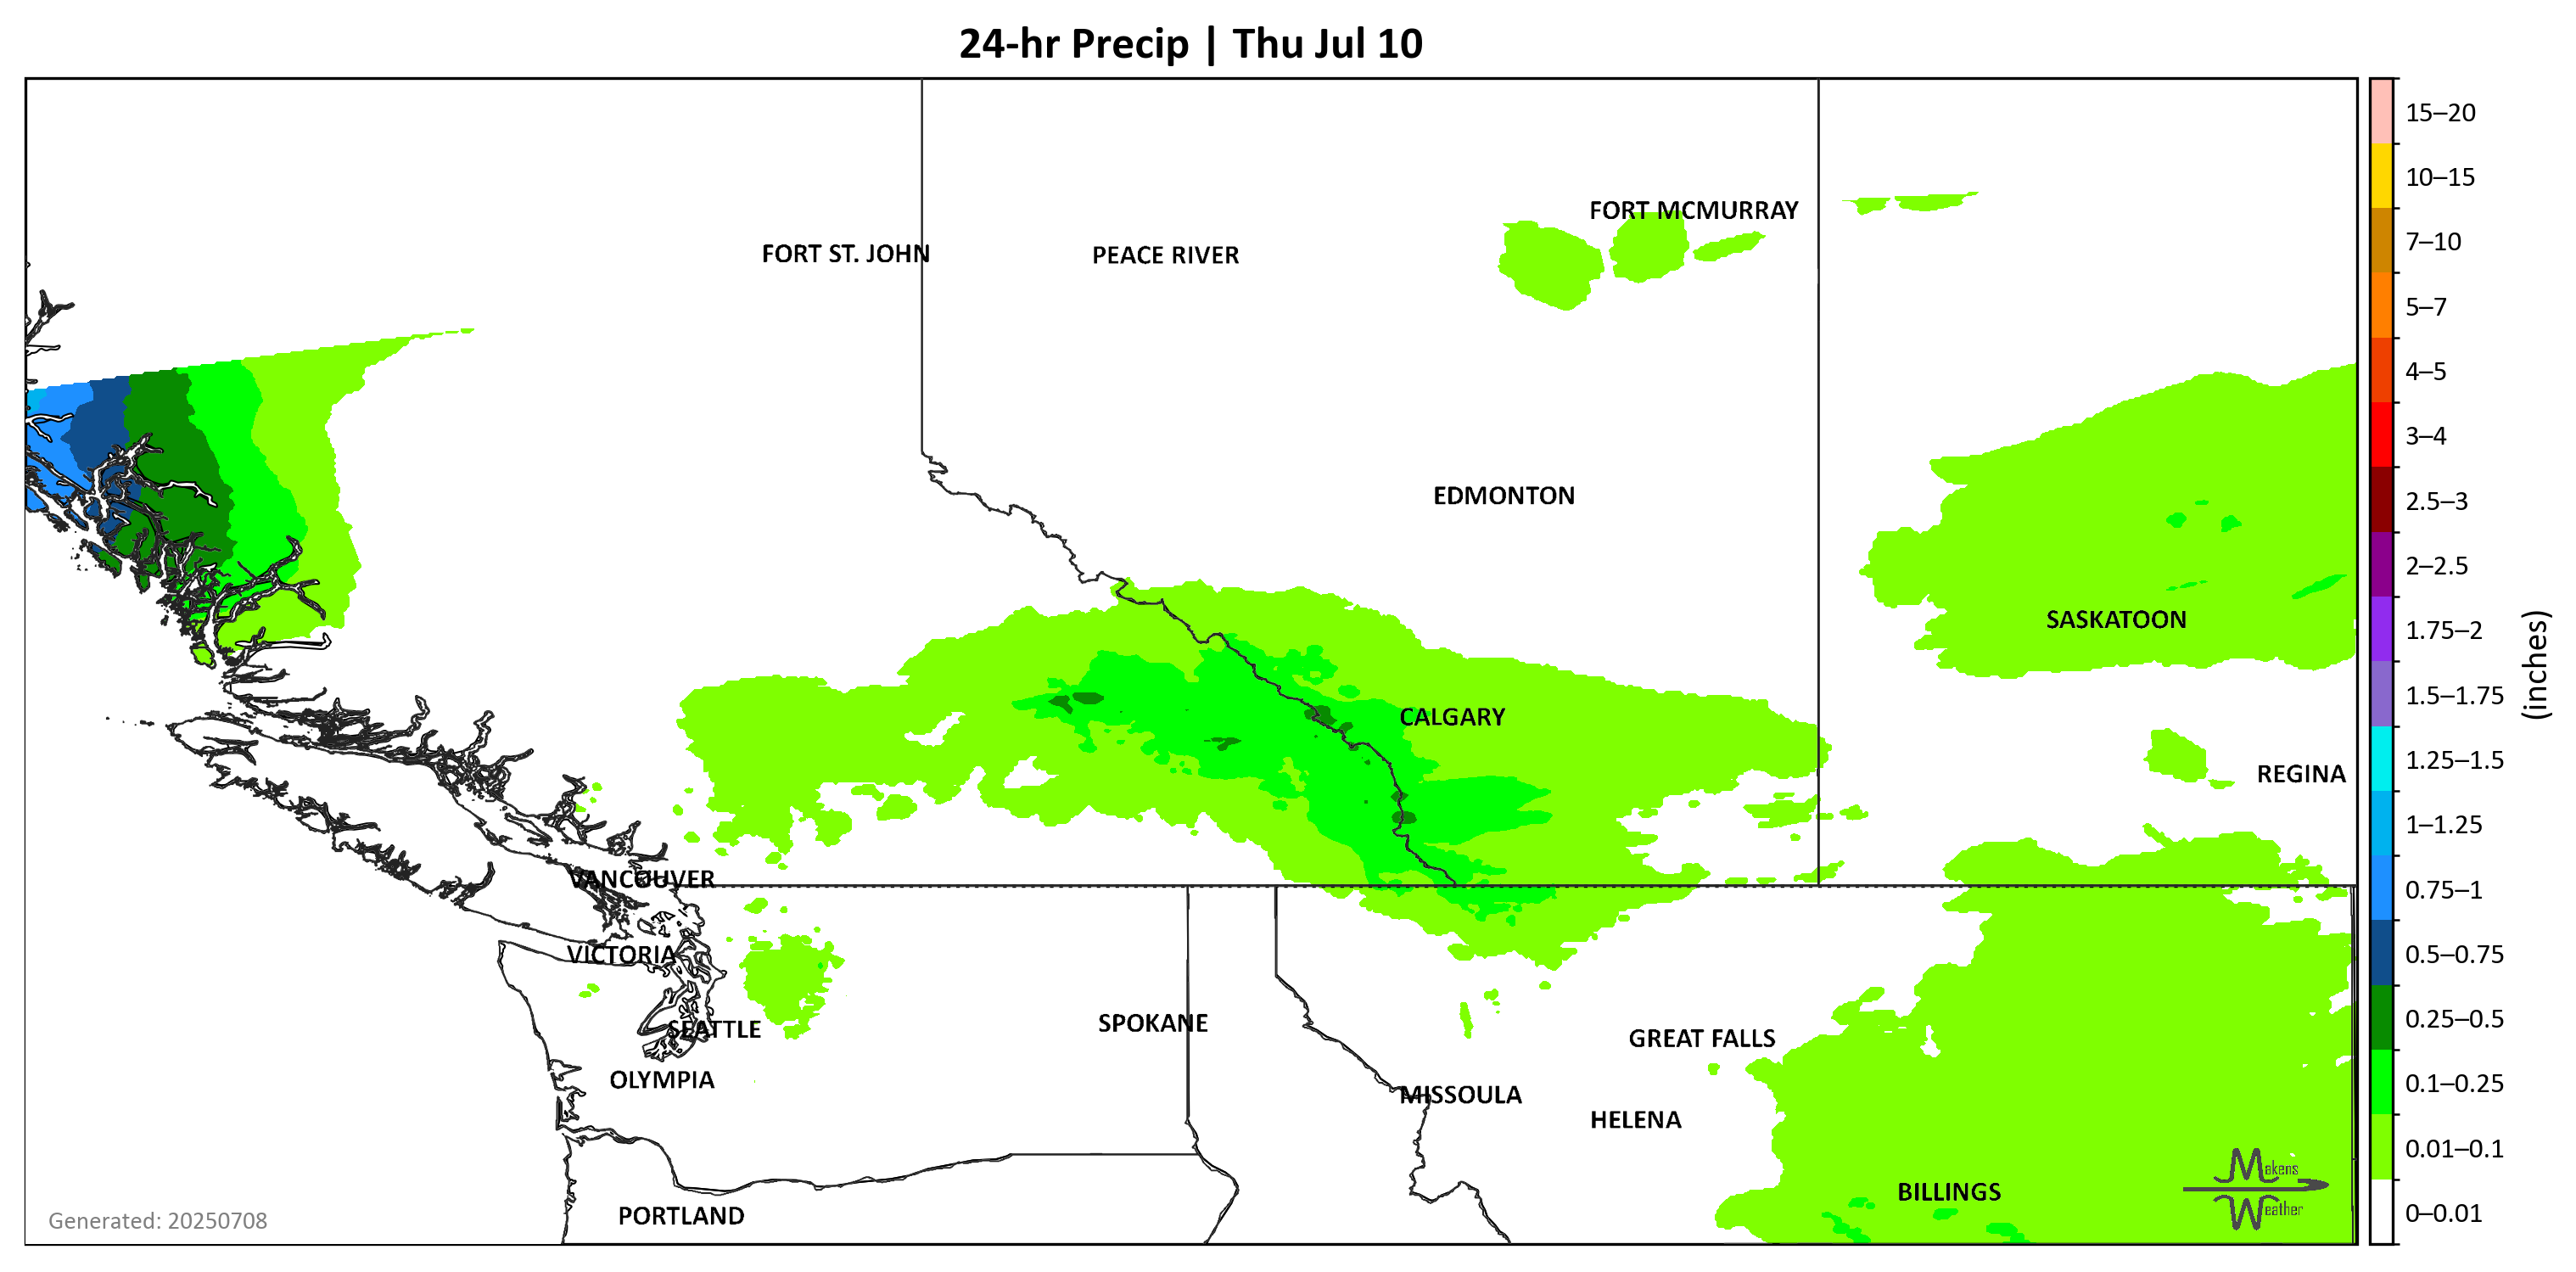 24-hr Precip | Thu Jul 10
FORT MCMURRAY
FORT ST. JOHN
PEACE RIVER
EDMONTON
SASKATOON
CALGARY
REGINA
VANCOUVER
VICTORIA
SEATTLE
SPOKANE
GREAT FALLS
OLYMPIA
MISSOULA
HELENA
BILLINGS
PORTLAND
Generated: 20250708
Makens
Weather
15–20
10–15
7–10
5–7
4–5
3–4
2.5–3
2–2.5
1.75–2
1.5–1.75
1.25–1.5
1–1.25
0.75–1
0.5–0.75
0.25–0.5
0.1–0.25
0.01–0.1
0–0.01
(inches)